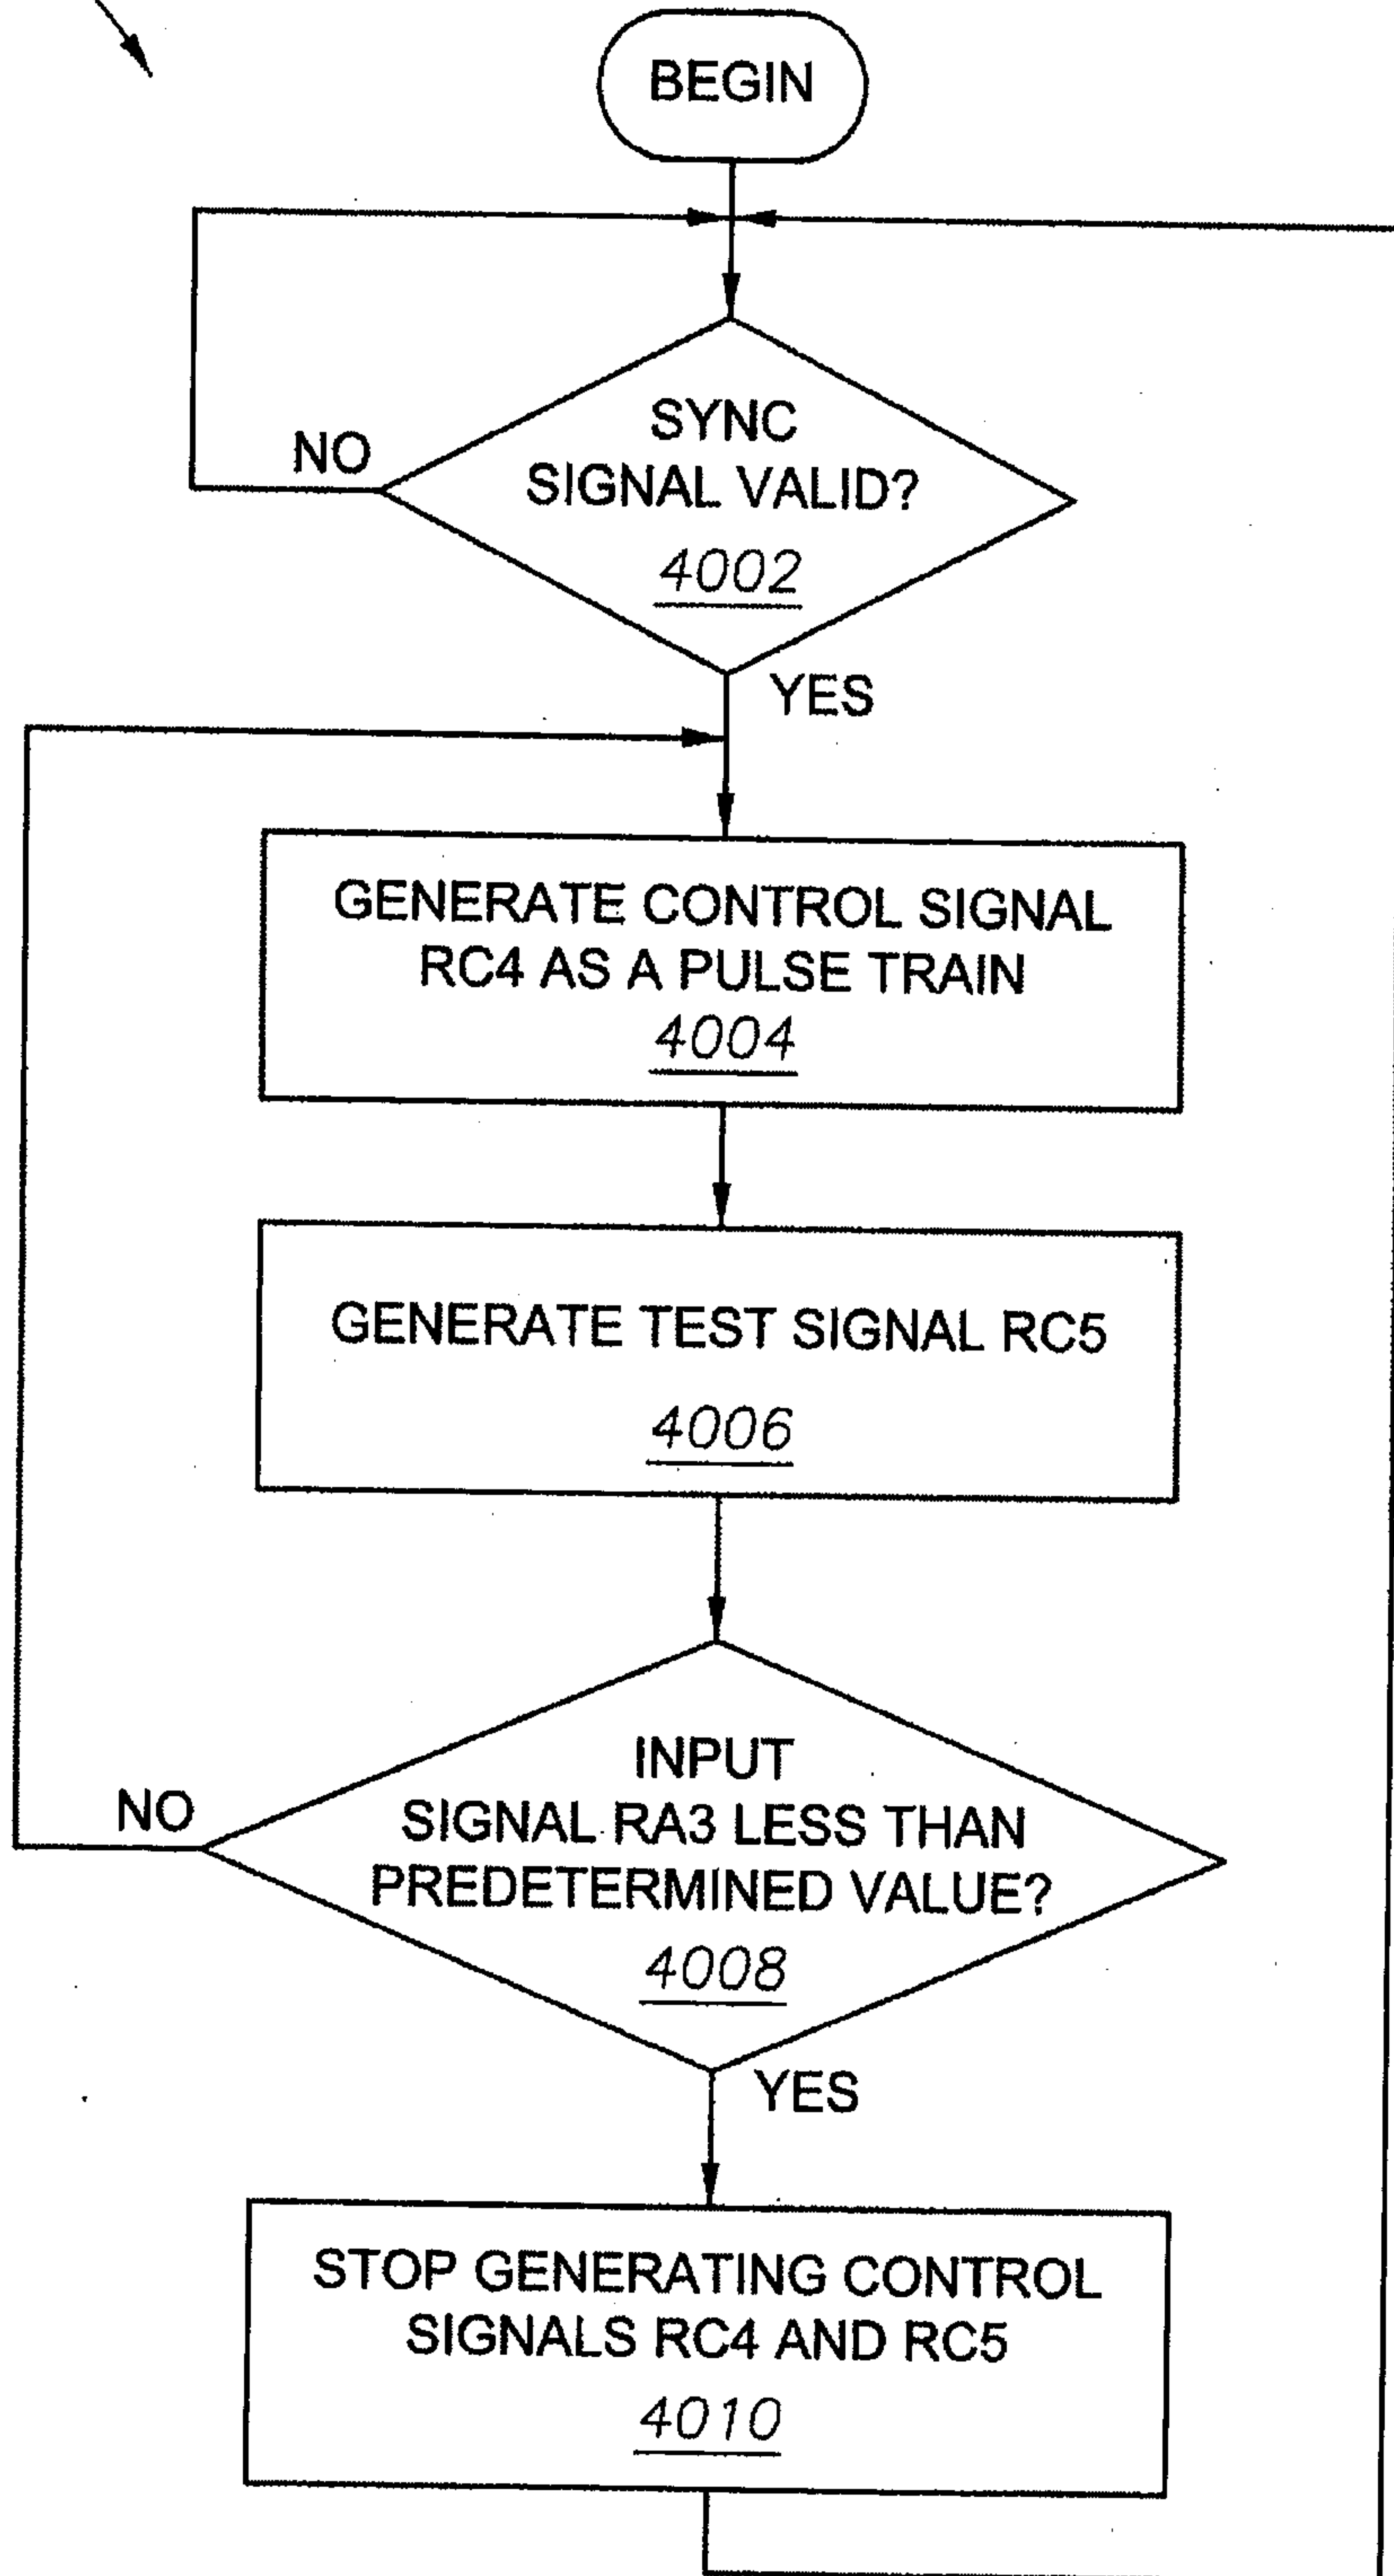 BEGIN
SYNC
SIGNAL VALID?
4002
NO
YES
GENERATE CONTROL SIGNAL
RC4 AS A PULSE TRAIN
4004
GENERATE TEST SIGNAL RC5
4006
INPUT
SIGNAL RA3 LESS THAN
PREDETERMINED VALUE?
4008
NO
YES
STOP GENERATING CONTROL
SIGNALS RC4 AND RC5
4010